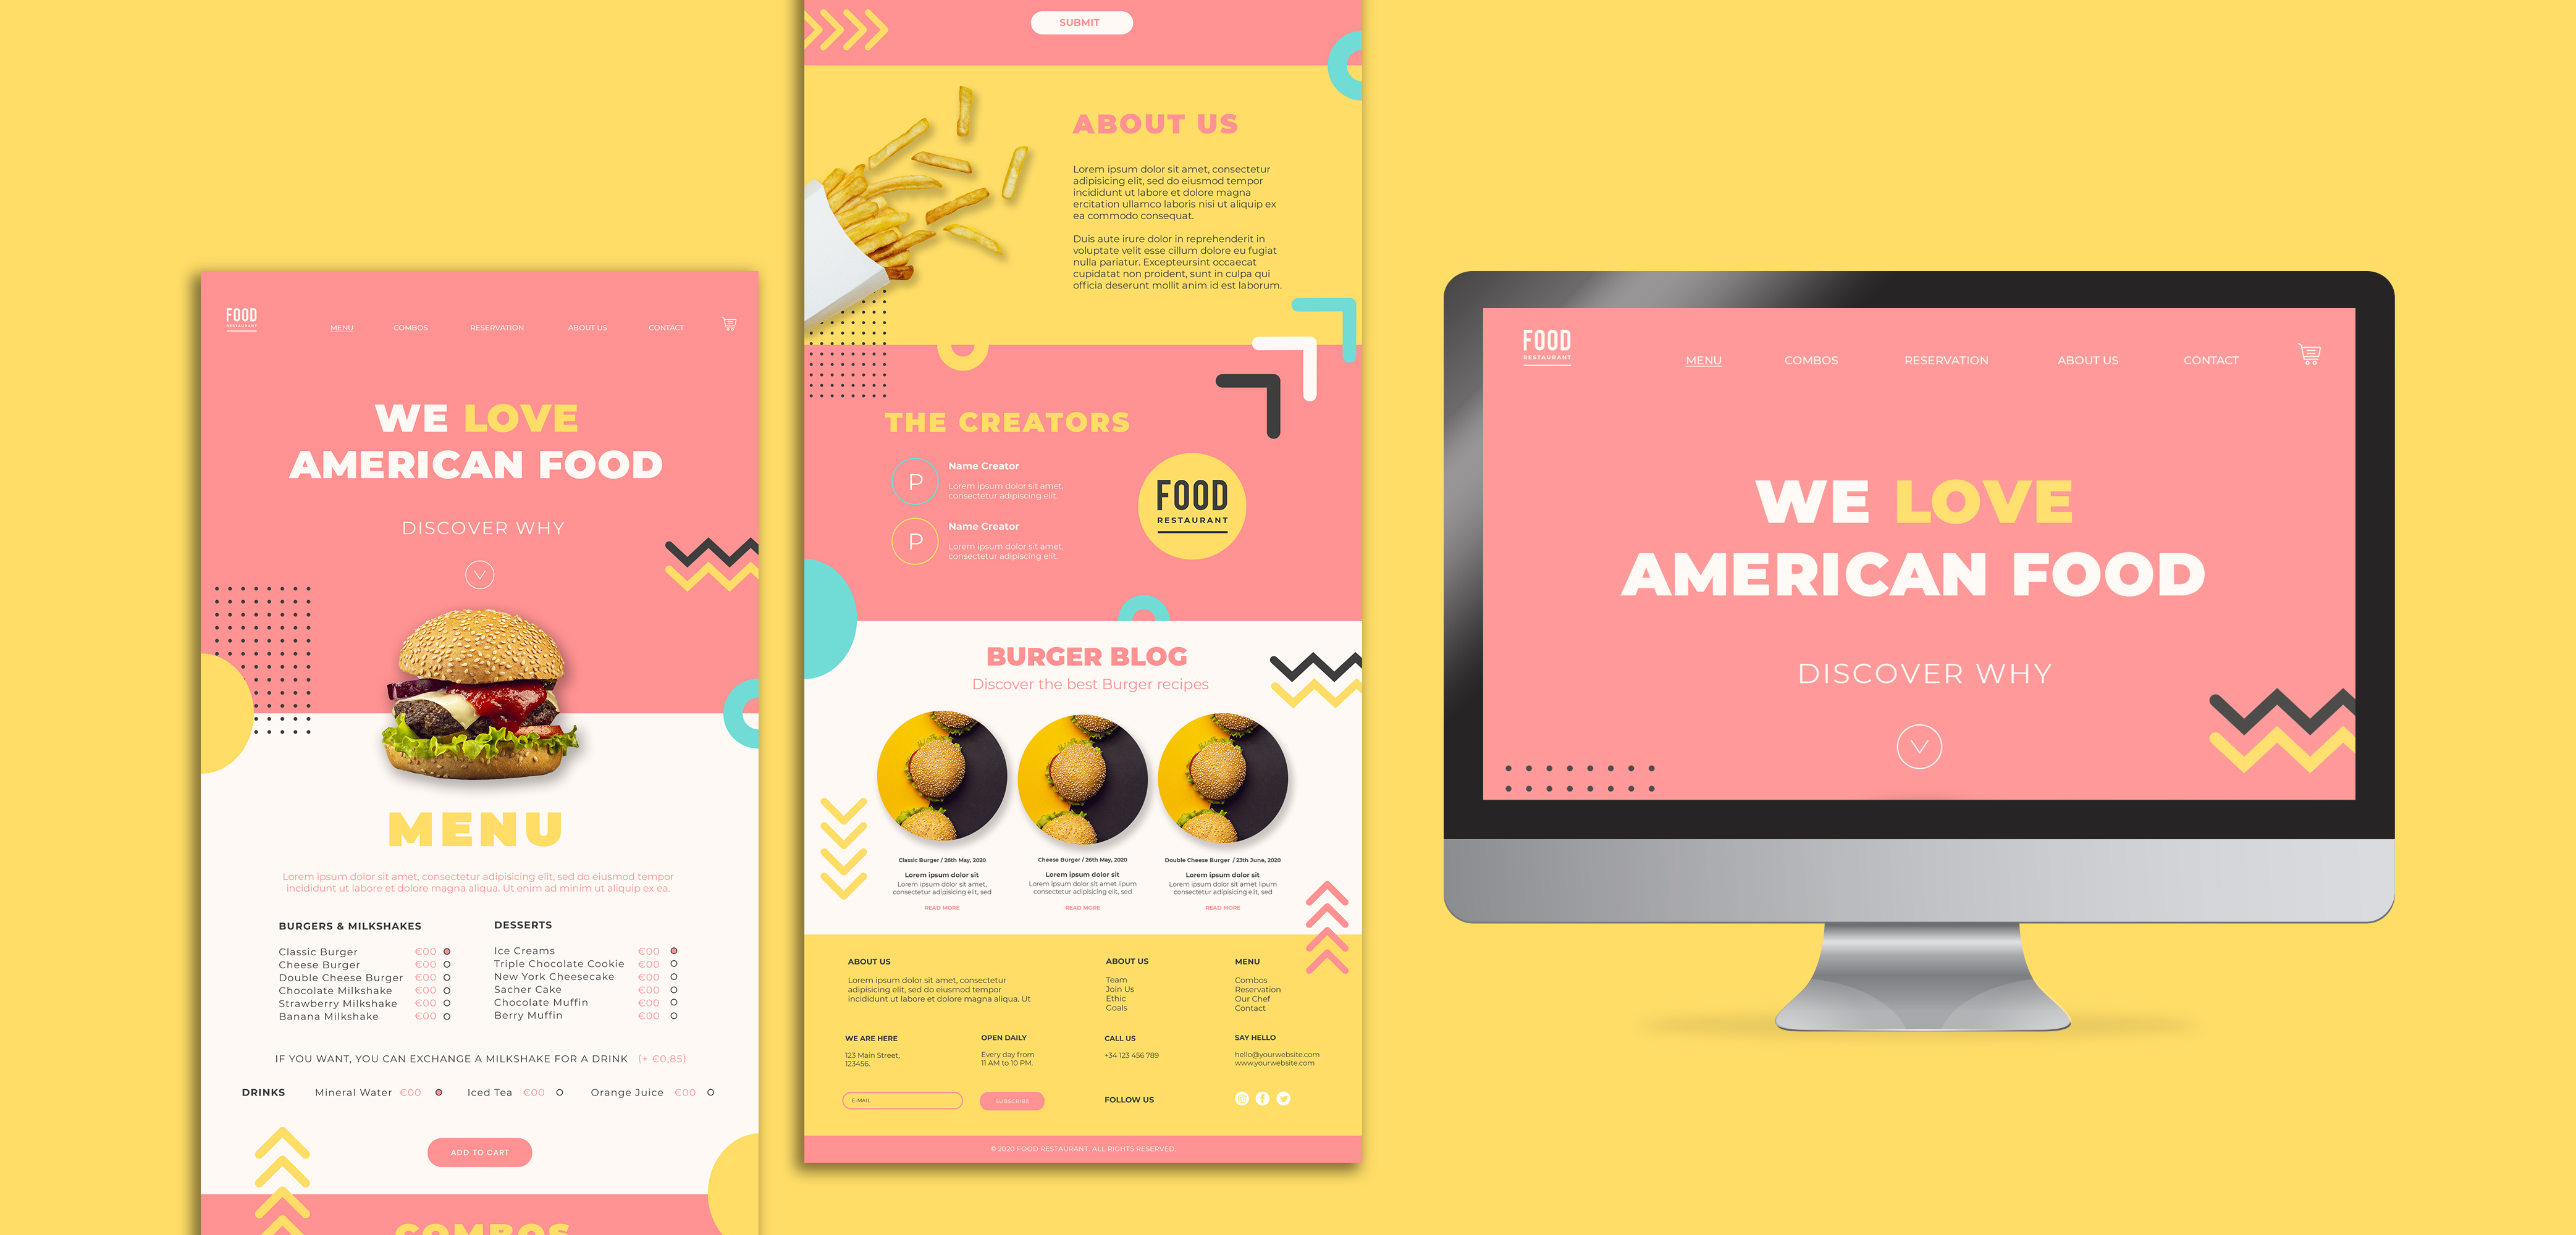 FOOD
RESTAURANT
MENU COMBOS RESERVATION ABOUT US CONTACT
WE LOVE
AMERICAN FOOD
DISCOVER WHY
MENU
Lorem ipsum dolor sit amet, consectetur adipisicing elit, sed do eiusmod tempor
incididunt ut labore et dolore magna aliqua. Ut enim ad minim ut aliquip ex ea.
BURGERS & MILKSHAKES
Classic Burger €00
Cheese Burger €00
Double Cheese Burger €00
Chocolate Milkshake €00
Strawberry Milkshake €00
Banana Milkshake €00
DESSERTS
Ice Creams €00
Triple Chocolate Cookie €00
New York Cheesecake €00
Sacher Cake €00
Chocolate Muffin €00
Berry Muffin €00
IF YOU WANT, YOU CAN EXCHANGE A MILKSHAKE FOR A DRINK (+ €0,85)
DRINKS Mineral Water €00 Iced Tea €00 Orange Juice €00
ADD TO CART
COMBOS
SUBMIT
ABOUT US
Lorem ipsum dolor sit amet, consectetur
adipisicing elit, sed do eiusmod tempor
incididunt ut labore et dolore magna
ercitation ullamco laboris nisi ut aliquip ex
ea commodo consequat.
Duis aute irure dolor in reprehenderit in
voluptate velit esse cillum dolore eu fugiat
nulla pariatur. Excepteursint occaecat
cupidatat non proident, sunt in culpa qui
officia deserunt mollit anim id est laborum.
THE CREATORS
P
Name Creator
Lorem ipsum dolor sit amet,
consectetur adipiscing elit.
P
Name Creator
Lorem ipsum dolor sit amet,
consectetur adipiscing elit.
FOOD
RESTAURANT
BURGER BLOG
Discover the best Burger recipes
Classic Burger / 26th May, 2020
Lorem ipsum dolor sit
Lorem ipsum dolor sit amet,
consectetur adipisicing elit, sed
READ MORE
Cheese Burger / 26th May, 2020
Lorem ipsum dolor sit
Lorem ipsum dolor sit amet lipum
consectetur adipisicing elit, sed
READ MORE
Double Cheese Burger / 23th June, 2020
Lorem ipsum dolor sit
Lorem ipsum dolor sit amet lipum
consectetur adipisicing elit, sed
READ MORE
ABOUT US
Lorem ipsum dolor sit amet, consectetur
adipisicing elit, sed do eiusmod tempor
incididunt ut labore et dolore magna aliqua. Ut
ABOUT US
Team
Join Us
Ethic
Goals
MENU
Combos
Reservation
Our Chef
Contact
WE ARE HERE
123 Main Street,
123456.
OPEN DAILY
Every day from
11 AM to 10 PM.
CALL US
+34 123 456 789
SAY HELLO
hello@yourwebsite.com
www.yourwebsite.com
E-MAIL
SUBSCRIBE
FOLLOW US
© 2020 FOOD RESTAURANT. ALL RIGHTS RESERVED.
FOOD
RESTAURANT
MENU COMBOS RESERVATION ABOUT US CONTACT
WE LOVE
AMERICAN FOOD
DISCOVER WHY